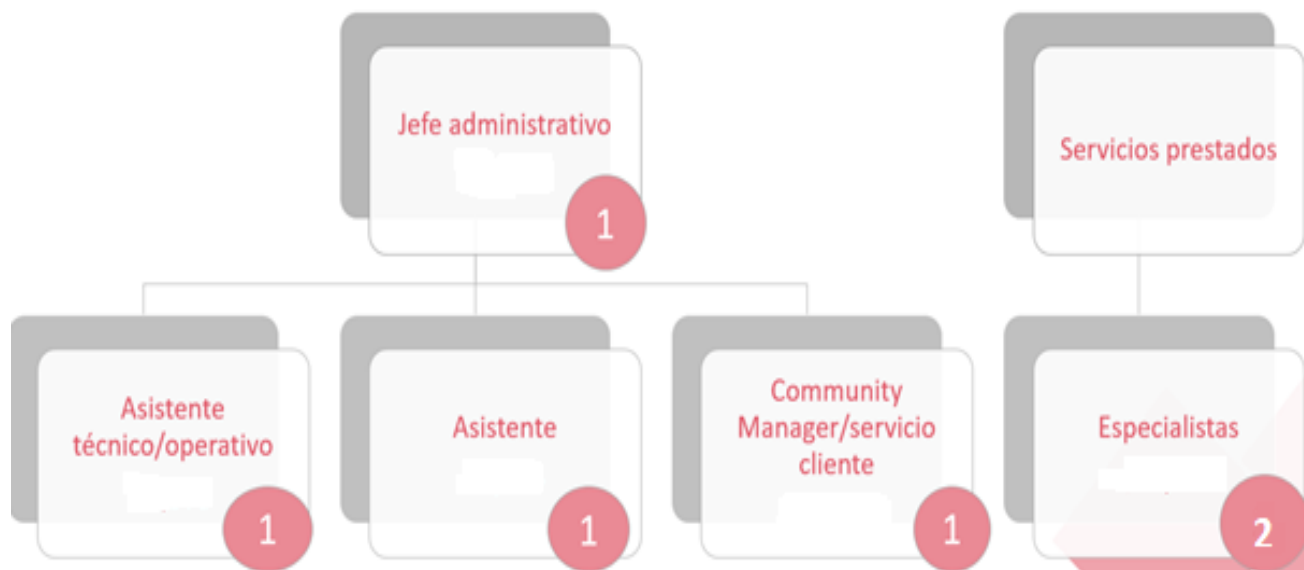 Jefe administrativo
1
Servicios prestados
Asistente
técnico/operativo
1
Asistente
1
Community
Manager/servicio
cliente
1
Especialistas
2